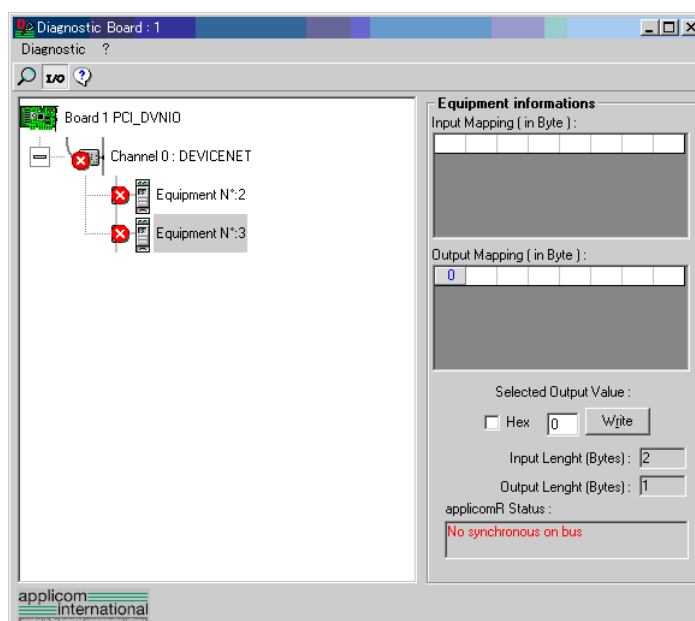 Diagnostic Board : 1
Diagnostic ?
I/O ?
Board 1 PCI_DVNIO
Channel 0 : DEVICENET
Equipment N°:2
Equipment N°:3
Equipment informations
Input Mapping ( in Byte ) :
Output Mapping ( in Byte ) :
0
Selected Output Value :
Hex 0 Write
Input Lenght (Bytes) : 2
Output Lenght (Bytes) : 1
applicomR Status :
No synchronous on bus
applicom
international